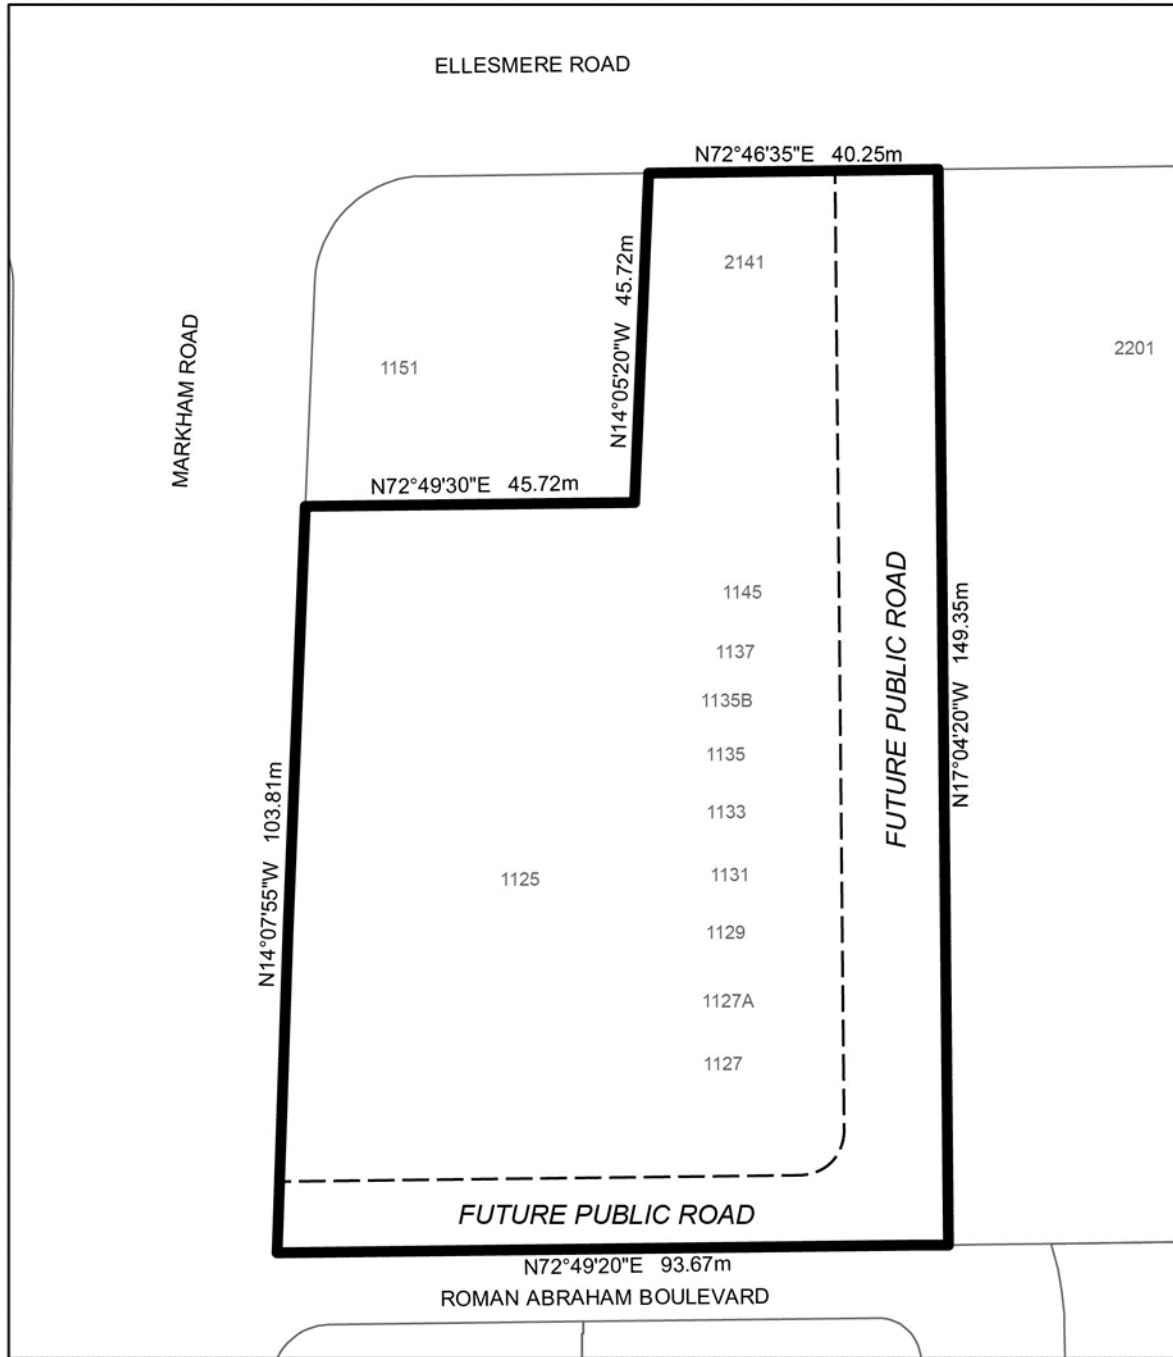 ELLESMERE ROAD
N72°46'35"E 40.25m
2141
N14°05'20"W 45.72m
2201
MARKHAM ROAD
1151
N72°49'30"E 45.72m
1145
1137
1135B
1135
1133
1131
1129
1127A
1127
FUTURE PUBLIC ROAD
N17°04'20"W 149.35m
N14°07'55"W 103.81m
1125
FUTURE PUBLIC ROAD
N72°49'20"E 93.67m
ROMAN ABRAHAM BOULEVARD